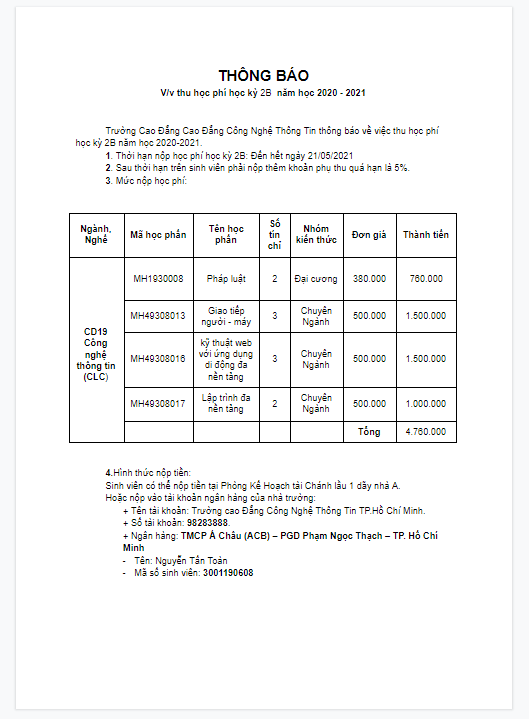 THÔNG BÁO
V/v thu học phí học kỳ 2B năm học 2020 - 2021
Trường Cao Đẳng Cao Đẳng Công Nghệ Thông Tin thông báo về việc thu học phí
học kỳ 2B năm học 2020-2021.
1. Thời hạn nộp học phí học kỳ 2B: Đến hết ngày 21/05/2021
2. Sau thời hạn trên sinh viên phải nộp thêm khoản phụ thu quá hạn là 5%.
3. Mức nộp học phí:
Ngành, Nghề Mã học phần Tên học phần Số tín chỉ Nhóm kiến thức Đơn giá Thành tiền
CD19 Công nghệ thông tin (CLC)
MH1930008 Pháp luật 2 Đại cương 380.000 760.000
MH49308013 Giao tiếp người - máy 3 Chuyên Ngành 500.000 1.500.000
MH49308016 kỹ thuật web với ứng dụng di động đa nền tảng 3 Chuyên Ngành 500.000 1.500.000
MH49308017 Lập trình đa nền tảng 2 Chuyên Ngành 500.000 1.000.000
Tổng 4.760.000
4.Hình thức nộp tiền:
Sinh viên có thể nộp tiền tại Phòng Kế Hoạch tài Chánh lầu 1 dãy nhà A.
Hoặc nộp vào tài khoản ngân hàng của nhà trường:
+ Tên tài khoản: Trường cao Đẳng Công Nghệ Thông Tin TP.Hồ Chí Minh.
+ Số tài khoản: 98283888.
+ Ngân hàng: TMCP Á Châu (ACB) – PGD Phạm Ngọc Thạch – TP. Hồ Chí
Minh
- Tên: Nguyễn Tấn Toàn
- Mã số sinh viên: 3001190608